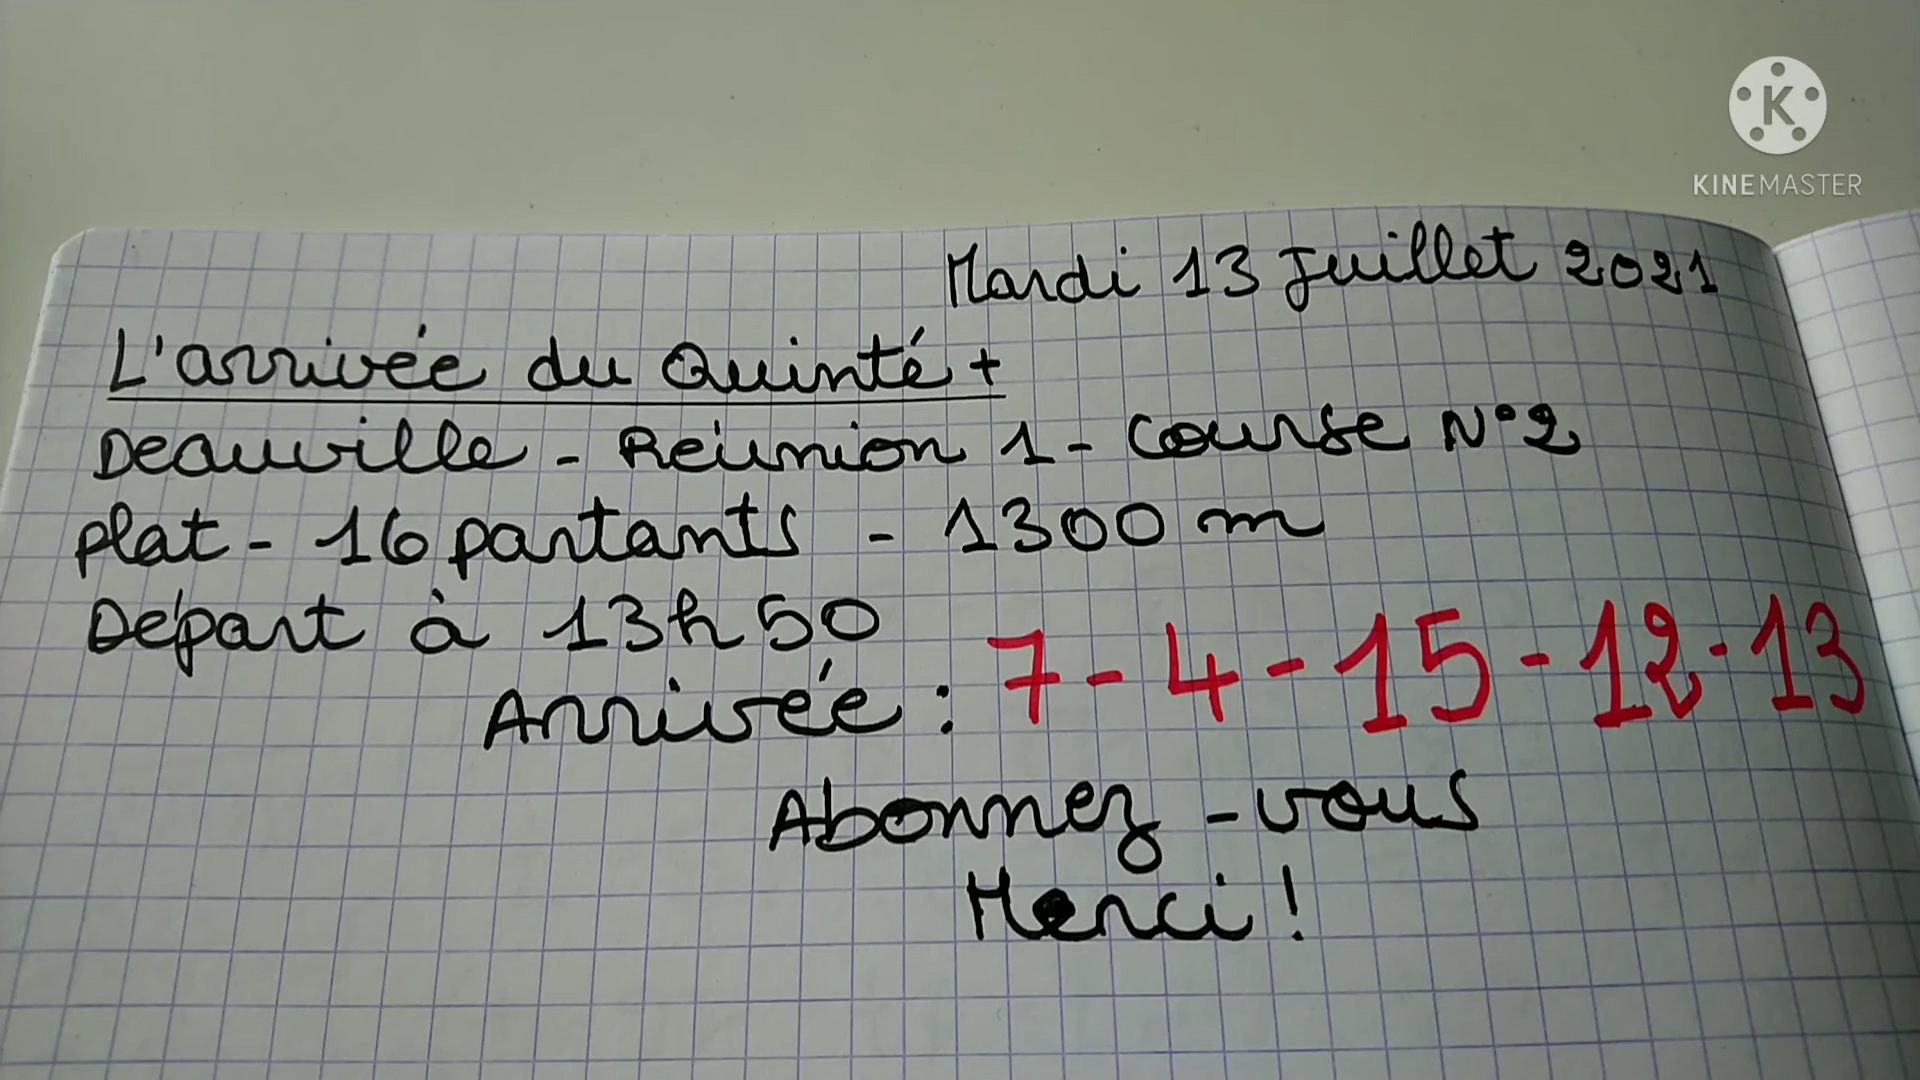 K
KINEMASTER
Mardi 13 Juillet 2021
L'arrivée du Quinté+
Deauville - Réunion 1 - Course N°2
Plat - 16 partants - 1300 m
Départ à 13h50
Arrivée : 7 - 4 - 15 - 12 - 13
Abonnez-vous
Merci !